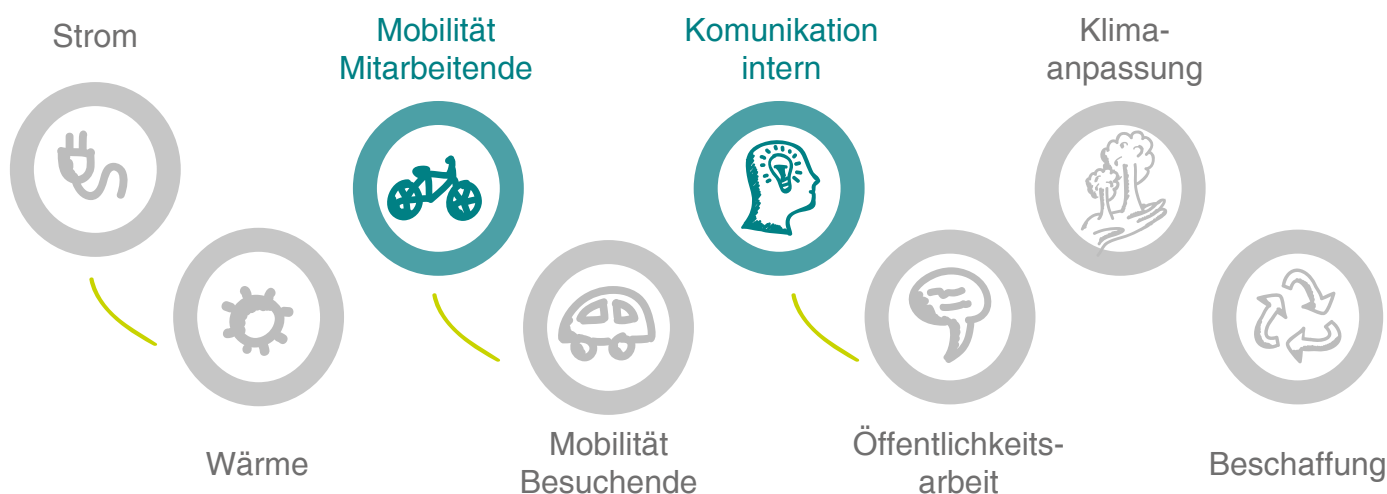 Strom
Mobilität
Mitarbeitende
Komunikation
intern
Klima-
anpassung
Wärme
Mobilität
Besuchende
Öffentlichkeits-
arbeit
Beschaffung